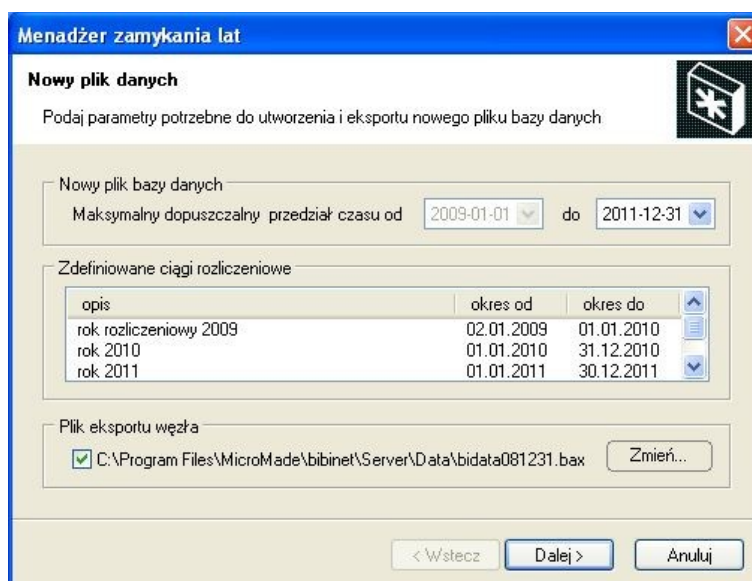 Menadżer zamykania lat
Nowy plik danych
Podaj parametry potrzebne do utworzenia i eksportu nowego pliku bazy danych
Nowy plik bazy danych
Maksymalny dopuszczalny przedział czasu od 2009-01-01 do 2011-12-31
Zdefiniowane ciągi rozliczeniowe
opis okres od okres do
rok rozliczeniowy 2009 02.01.2009 01.01.2010
rok 2010 01.01.2010 31.12.2010
rok 2011 01.01.2011 30.12.2011
Plik eksportu węzła
C:\Program Files\MicroMade\bibinet\Server\Data\bidata081231.bax Zmień...
< Wstecz Dalej > Anuluj